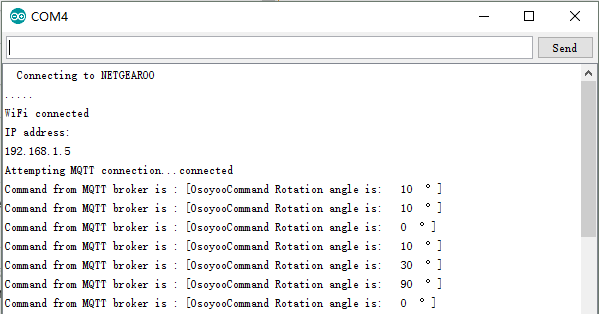 COM4
Send
Connecting to NETGEAR00
.....
WiFi connected
IP address:
192.168.1.5
Attempting MQTT connection...connected
Command from MQTT broker is : [OsoyooCommand Rotation angle is: 10 ° ]
Command from MQTT broker is : [OsoyooCommand Rotation angle is: 10 ° ]
Command from MQTT broker is : [OsoyooCommand Rotation angle is: 0 ° ]
Command from MQTT broker is : [OsoyooCommand Rotation angle is: 10 ° ]
Command from MQTT broker is : [OsoyooCommand Rotation angle is: 30 ° ]
Command from MQTT broker is : [OsoyooCommand Rotation angle is: 90 ° ]
Command from MQTT broker is : [OsoyooCommand Rotation angle is: 0 ° ]